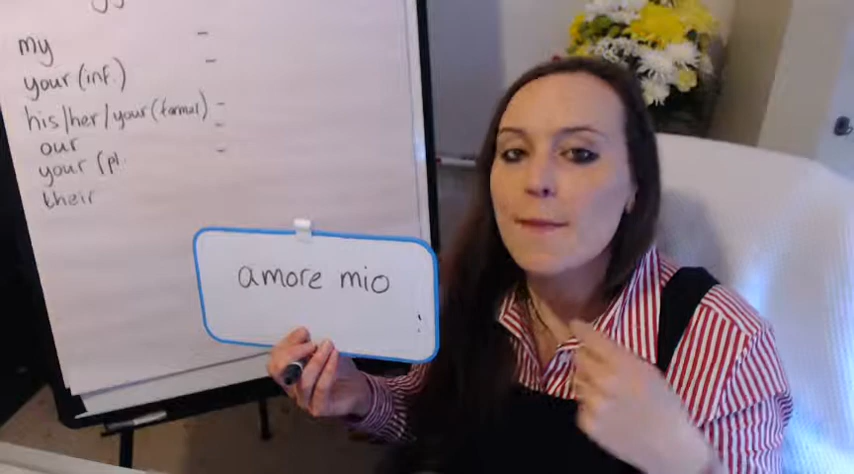 my -
your (inf.) -
his/her/your (formal) -
our -
your (pl. -
their
amore mio